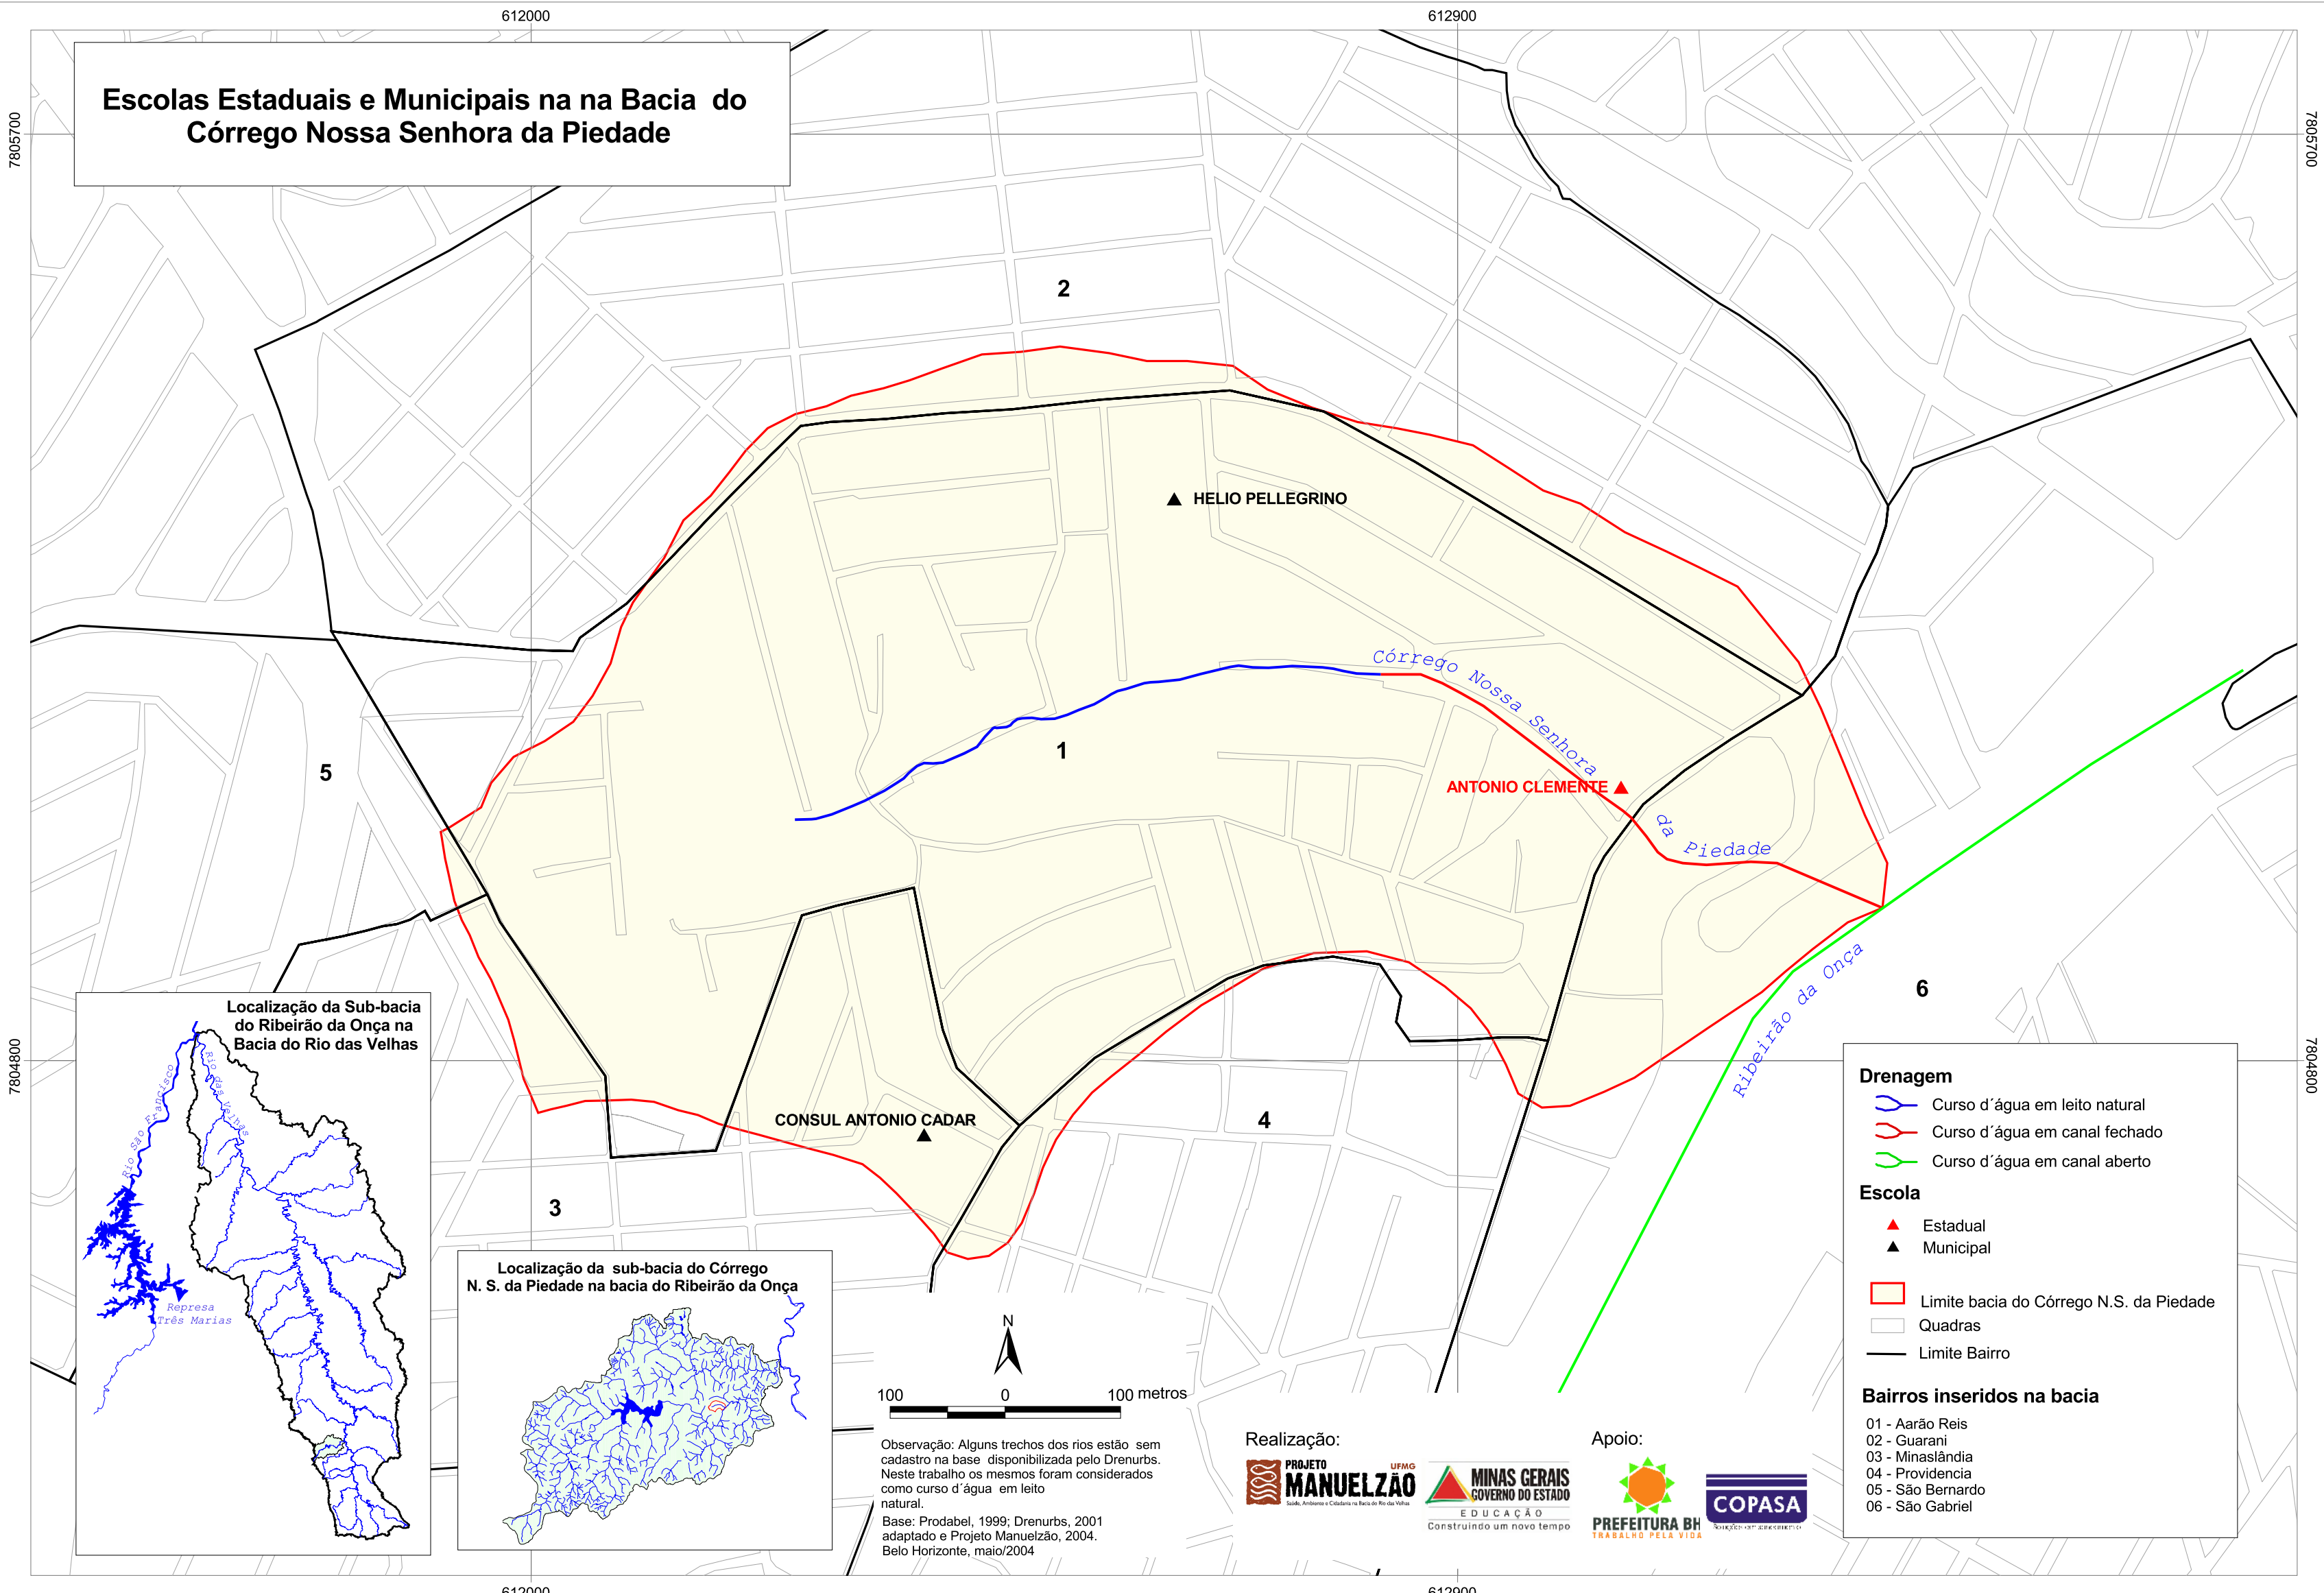 612000
612900
7805700
7805700
Escolas Estaduais e Municipais na na Bacia do
Córrego Nossa Senhora da Piedade
2
HELIO PELLEGRINO
Córrego Nossa Senhora
da Piedade
1
5
ANTONIO CLEMENTE
Ribeirão da Onça
6
4
CONSUL ANTONIO CADAR
3
7804800
7804800
Localização da Sub-bacia
do Ribeirão da Onça na
Bacia do Rio das Velhas
Rio das Velhas
Rio são Francisco
Represa
Três Marias
Localização da sub-bacia do Córrego
N. S. da Piedade na bacia do Ribeirão da Onça
N
100 0 100 metros
Observação: Alguns trechos dos rios estão sem
cadastro na base disponibilizada pelo Drenurbs.
Neste trabalho os mesmos foram considerados
como curso d´água em leito
natural.
Base: Prodabel, 1999; Drenurbs, 2001
adaptado e Projeto Manuelzão, 2004.
Belo Horizonte, maio/2004
Realização:
PROJETO UFMG
MANUELZÃO
Saúde, Ambiente e Cidadania na Bacia do Rio das Velhas
MINAS GERAIS
GOVERNO DO ESTADO
EDUCAÇÃO
Construindo um novo tempo
Apoio:
PREFEITURA BH
TRABALHO PELA VIDA
COPASA
Drenagem
Curso d´água em leito natural
Curso d´água em canal fechado
Curso d´água em canal aberto
Escola
Estadual
Municipal
Limite bacia do Córrego N.S. da Piedade
Quadras
Limite Bairro
Bairros inseridos na bacia
01 - Aarão Reis
02 - Guarani
03 - Minaslândia
04 - Providencia
05 - São Bernardo
06 - São Gabriel
612000
612900